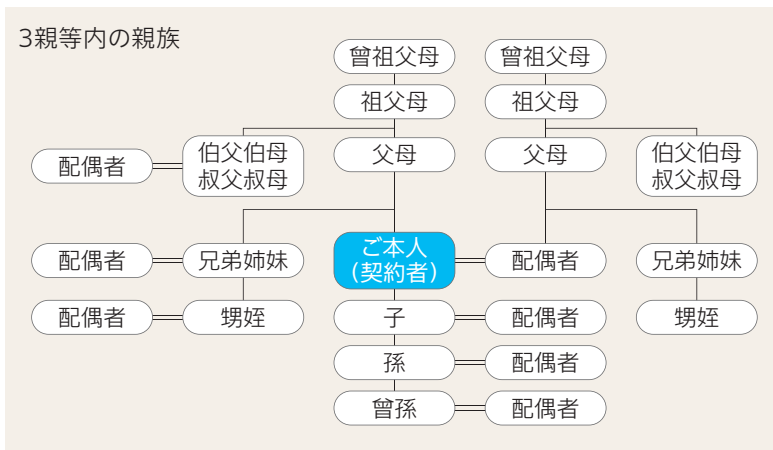 3親等内の親族
曾祖父母
曾祖父母
祖父母
祖父母
配偶者
伯父伯母
叔父叔母
父母
父母
伯父伯母
叔父叔母
配偶者
兄弟姉妹
ご本人
(契約者)
配偶者
兄弟姉妹
配偶者
甥姪
子
配偶者
甥姪
孫
配偶者
曾孫
配偶者